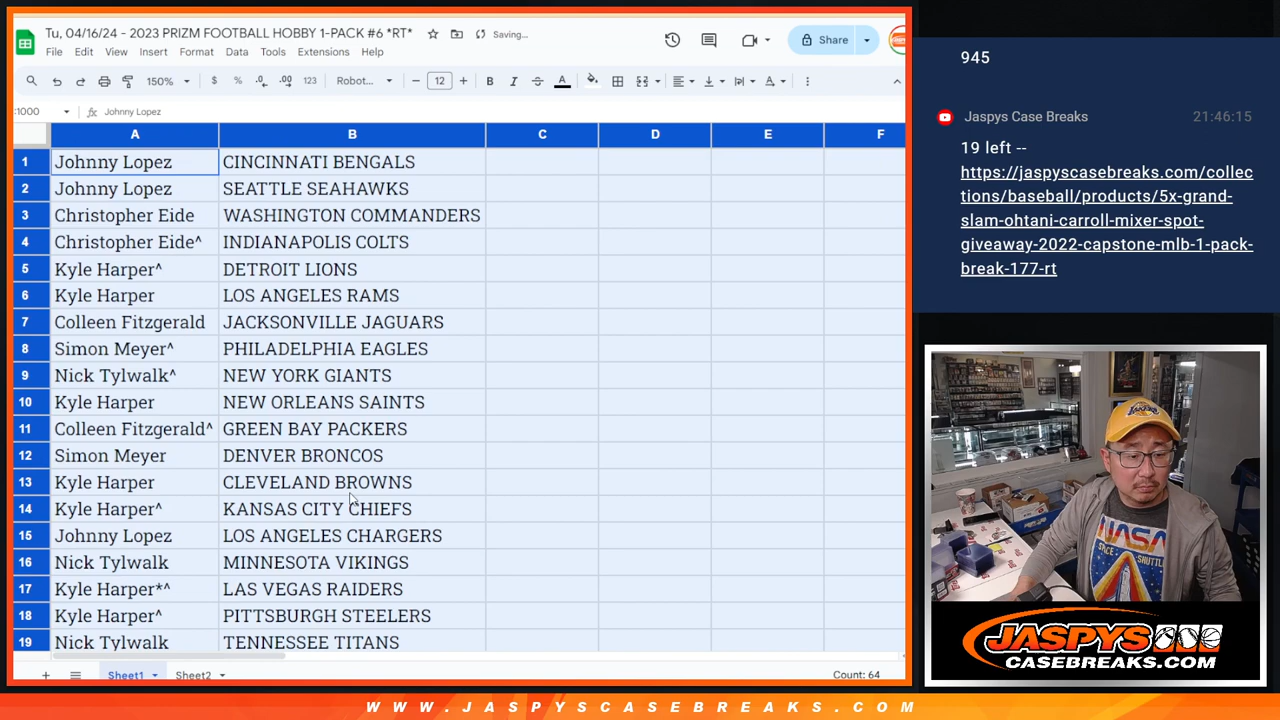 Tu, 04/16/24 - 2023 PRIZM FOOTBALL HOBBY 1-PACK #6 *RT*
Saving...
File Edit View Insert Format Data Tools Extensions Help
Share
150% $ % .0 .00 123 Robot... 12 B I A
:1000 fx Johnny Lopez
A B C D E F
1 Johnny Lopez CINCINNATI BENGALS
2 Johnny Lopez SEATTLE SEAHAWKS
3 Christopher Eide WASHINGTON COMMANDERS
4 Christopher Eide^ INDIANAPOLIS COLTS
5 Kyle Harper^ DETROIT LIONS
6 Kyle Harper LOS ANGELES RAMS
7 Colleen Fitzgerald JACKSONVILLE JAGUARS
8 Simon Meyer^ PHILADELPHIA EAGLES
9 Nick Tylwalk^ NEW YORK GIANTS
10 Kyle Harper NEW ORLEANS SAINTS
11 Colleen Fitzgerald^ GREEN BAY PACKERS
12 Simon Meyer DENVER BRONCOS
13 Kyle Harper CLEVELAND BROWNS
14 Kyle Harper^ KANSAS CITY CHIEFS
15 Johnny Lopez LOS ANGELES CHARGERS
16 Nick Tylwalk MINNESOTA VIKINGS
17 Kyle Harper*^ LAS VEGAS RAIDERS
18 Kyle Harper^ PITTSBURGH STEELERS
19 Nick Tylwalk TENNESSEE TITANS
Sheet1 Sheet2 Count: 64
945
Jaspys Case Breaks 21:46:15
19 left --
https://jaspyscasebreaks.com/collec
tions/baseball/products/5x-grand-
slam-ohtani-carroll-mixer-spot-
giveaway-2022-capstone-mlb-1-pack-
break-177-rt
NASA
SPACE SHUTTLE
JASPYS
CASEBREAKS.COM
WWW.JASPYSCASEBREAKS.COM